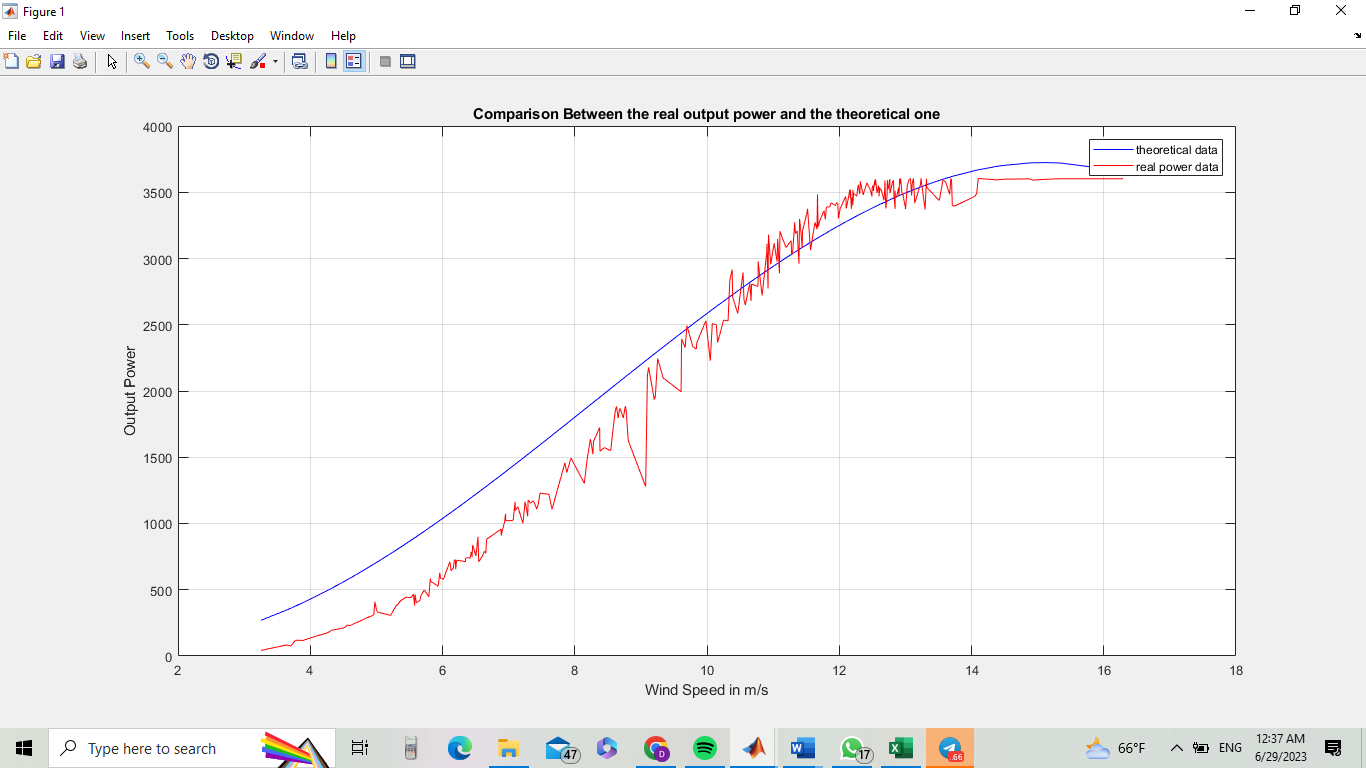 Figure 1
File Edit View Insert Tools Desktop Window Help
Comparison Between the real output power and the theoretical one
4000
3500
3000
2500
2000
1500
1000
500
0
Output Power
theoretical data
real power data
2 4 6 8 10 12 14 16 18
Wind Speed in m/s
Type here to search
47
D
W
17
X
66
66°F
ENG
12:37 AM
6/29/2023